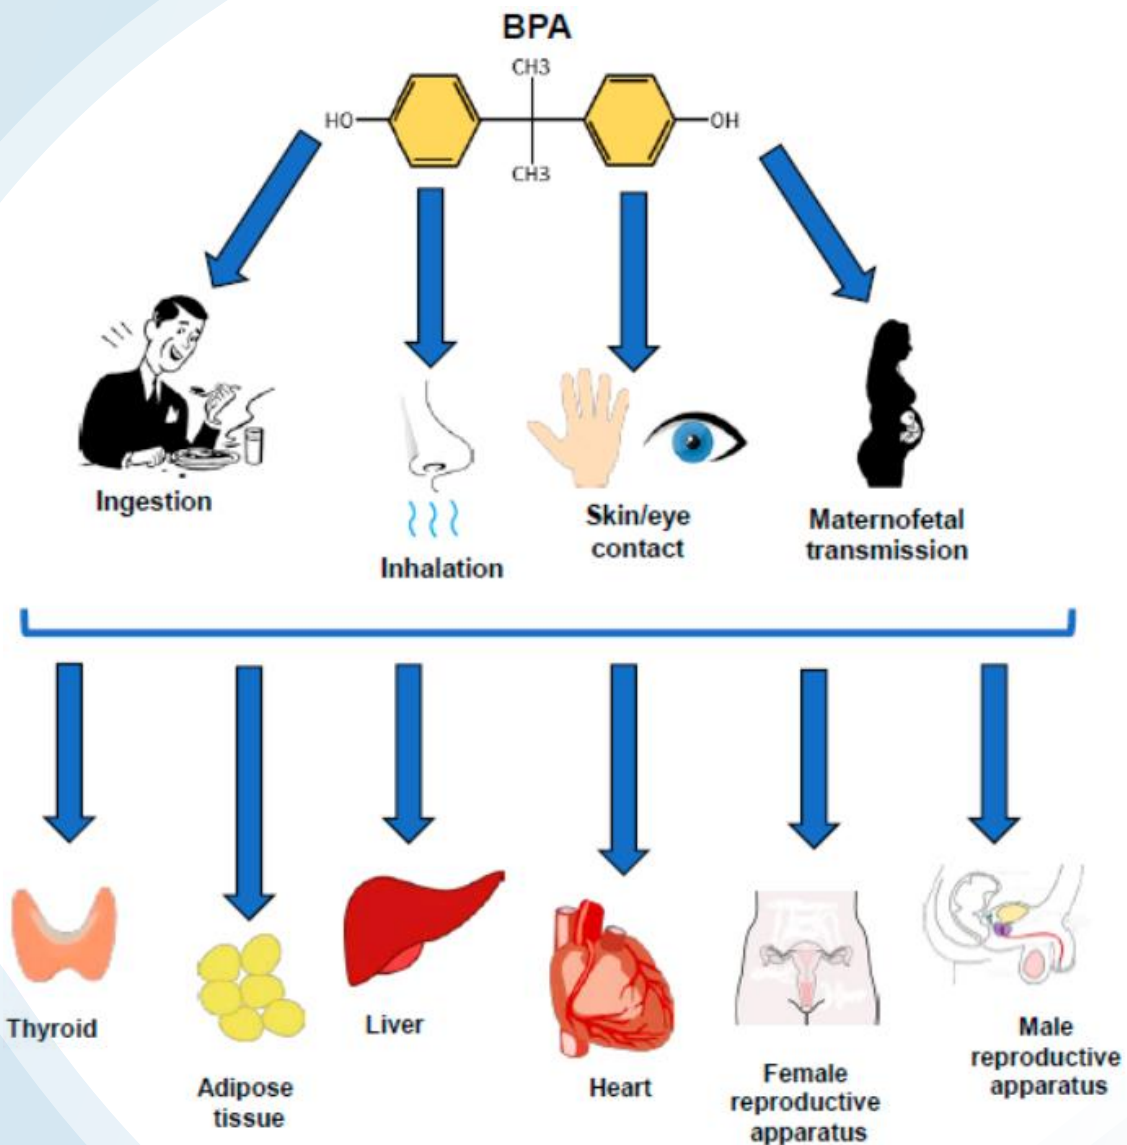 BPA
CH3
HO
OH
CH3
Ingestion
Inhalation
Skin/eye
contact
Maternofetal
transmission
Thyroid
Adipose
tissue
Liver
Heart
Female
reproductive
apparatus
Male
reproductive
apparatus